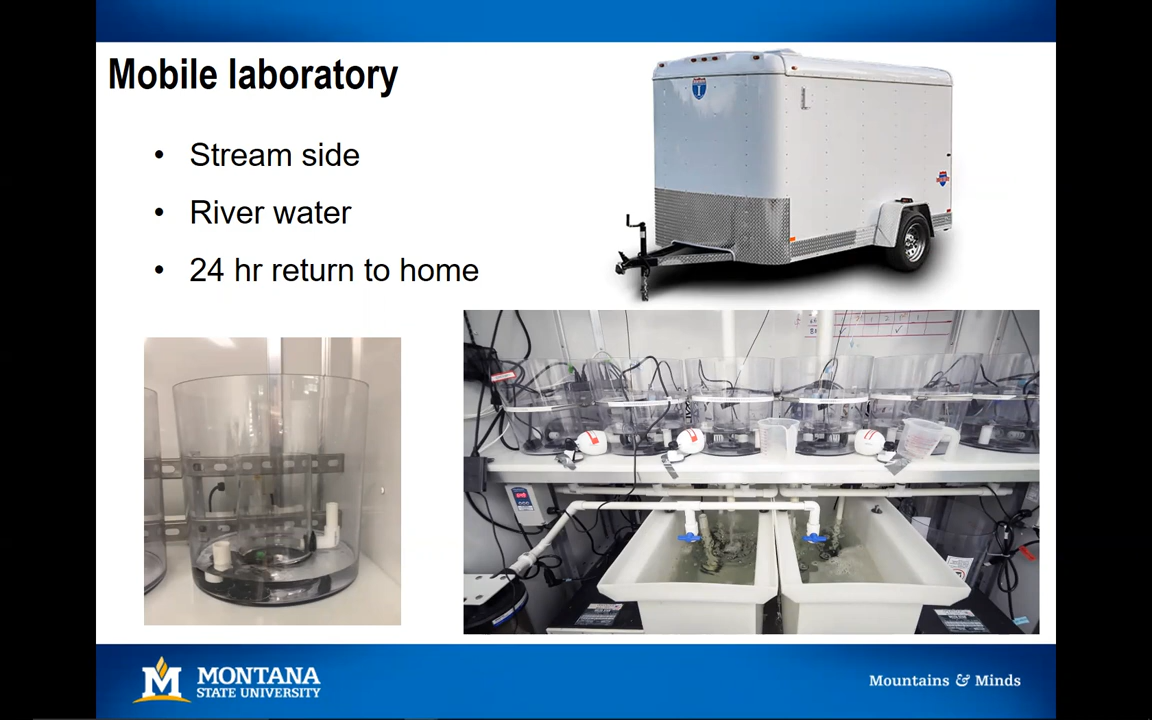 Mobile laboratory
• Stream side
• River water
• 24 hr return to home
MONTANA
STATE UNIVERSITY
Mountains & Minds